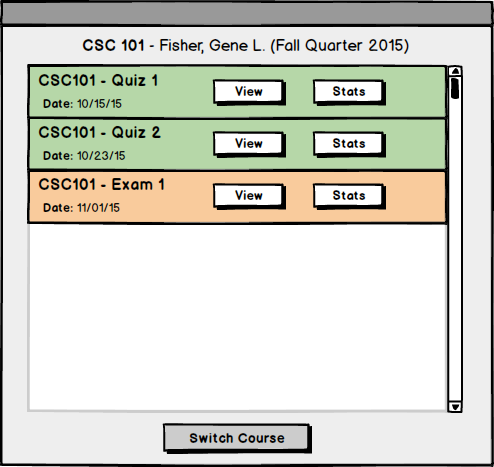 CSC 101 - Fisher, Gene L. (Fall Quarter 2015)
CSC101 - Quiz 1
View
Stats
Date: 10/15/15
CSC101 - Quiz 2
View
Stats
Date: 10/23/15
CSC101 - Exam 1
View
Stats
Date: 11/01/15
Switch Course